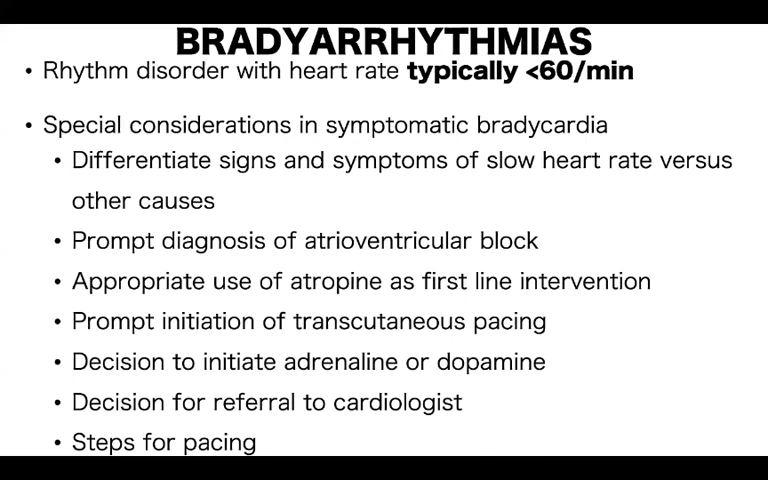 BRADYARRHYTHMIAS
• Rhythm disorder with heart rate typically <60/min
• Special considerations in symptomatic bradycardia
• Differentiate signs and symptoms of slow heart rate versus
other causes
• Prompt diagnosis of atrioventricular block
• Appropriate use of atropine as first line intervention
• Prompt initiation of transcutaneous pacing
• Decision to initiate adrenaline or dopamine
• Decision for referral to cardiologist
• Steps for pacing